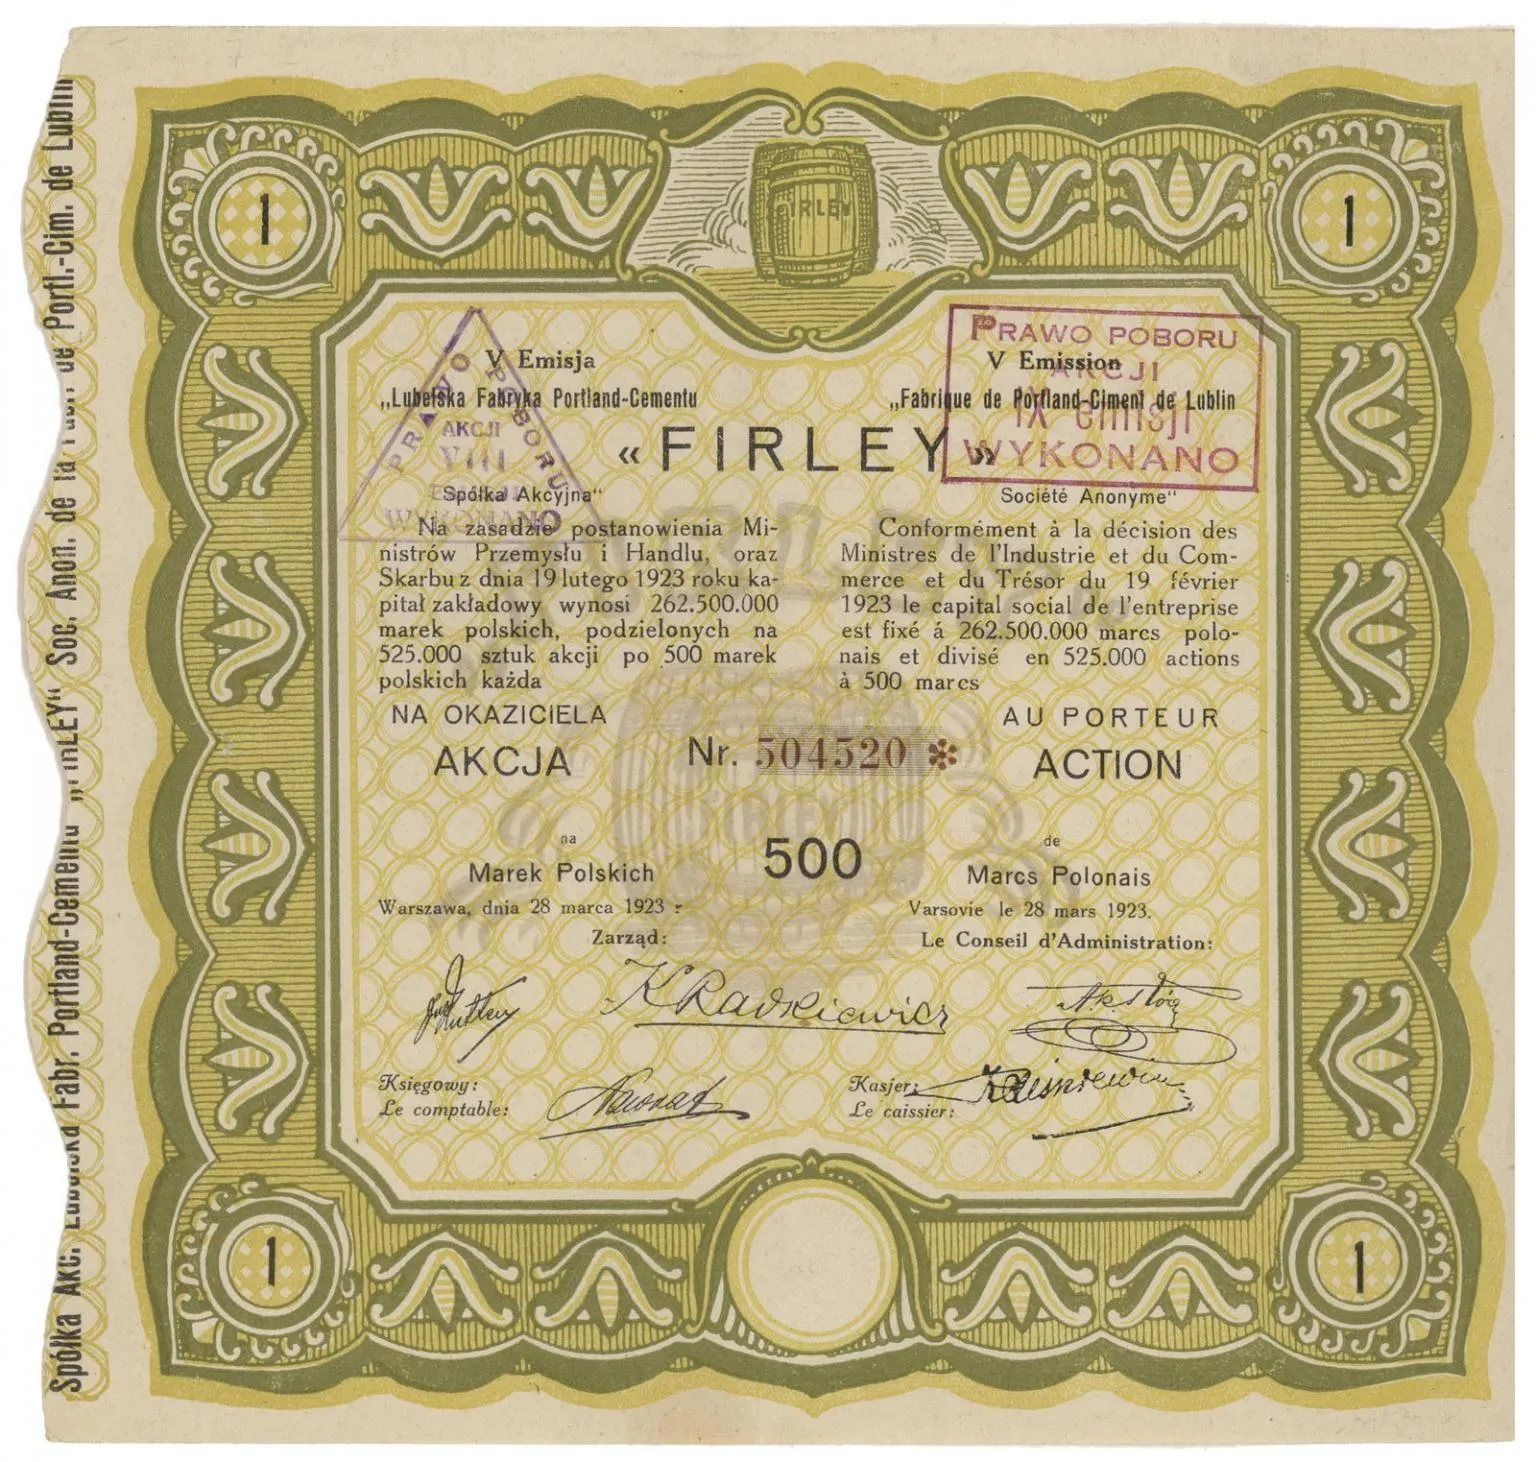 1
FIRLEY
1
V Emisja
„Lubelska Fabryka Portland-Cementu
V Emission
„Fabrique de Portland-Ciment de Lublin
«FIRLEY»
Spółka Akcyjna"
Société Anonyme"
Na zasadzie postanowienia Mi-
nistrów Przemysłu i Handlu, oraz
Skarbu z dnia 19 lutego 1923 roku ka-
pitał zakładowy wynosi 262.500.000
marek polskich, podzielonych na
525.000 sztuk akcji po 500 marek
polskich każda
NA OKAZICIELA
AKCJA
Conformément à la décision des
Ministres de l'Industrie et du Com-
merce et du Trésor du 19 février
1923 le capital social de l'entreprise
est fixé á 262.500.000 marcs polo-
nais et divisé en 525.000 actions
à 500 marcs
AU PORTEUR
ACTION
Nr. 504520 *
na
Marek Polskich
500
de
Marcs Polonais
Warszawa, dnia 28 marca 1923 r
Zarząd:
Varsovie le 28 mars 1923.
Le Conseil d'Administration:
KRadkiewicz
Księgowy:
Le comptable:
Nawrat
Kasjer:
Le caissier:
1
1
PRAWO POBORU
AKCJI
VIII
WYKONANO
PRAWO POBORU
AKCJI
IX emisji
WYKONANO
Spółka Akc. Lubelska Fabr. Portland-Cementu „FIRLEY" Soc. Anon. de la Fabr. de Portl.-Cim. de Lublin
FIRLEY